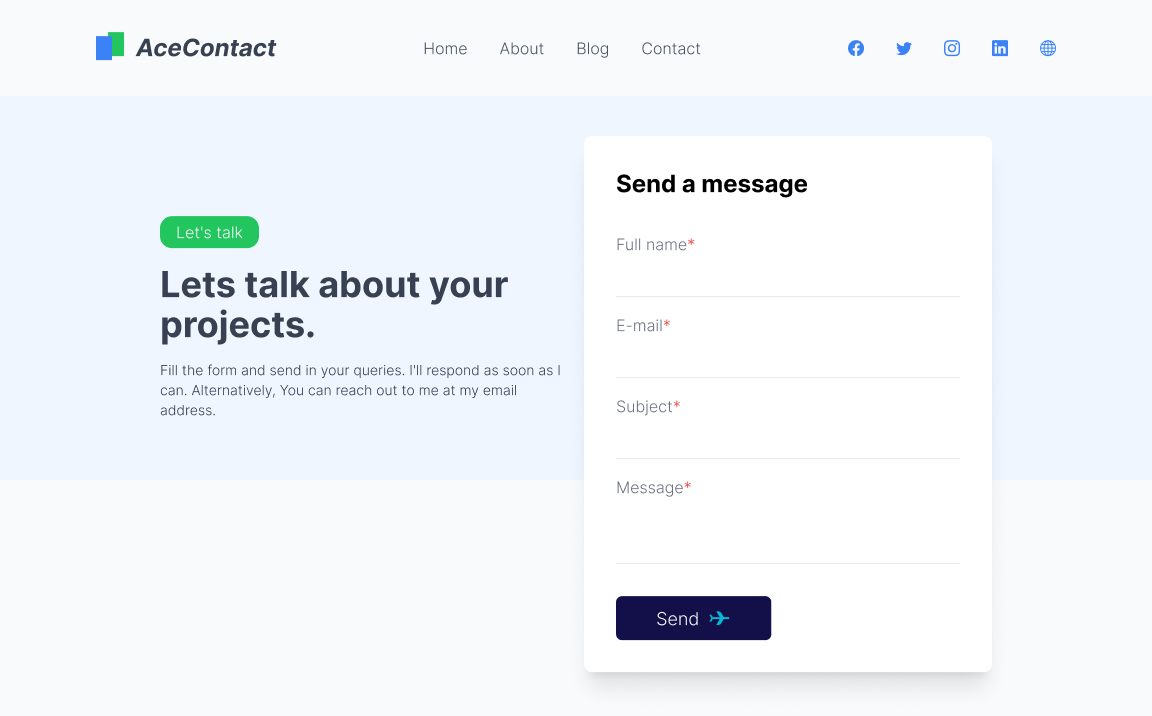 AceContact
Home
About
Blog
Contact
Let's talk
Lets talk about your
projects.
Fill the form and send in your queries. I'll respond as soon as I
can. Alternatively, You can reach out to me at my email
address.
Send a message
Full name*
E-mail*
Subject*
Message*
Send